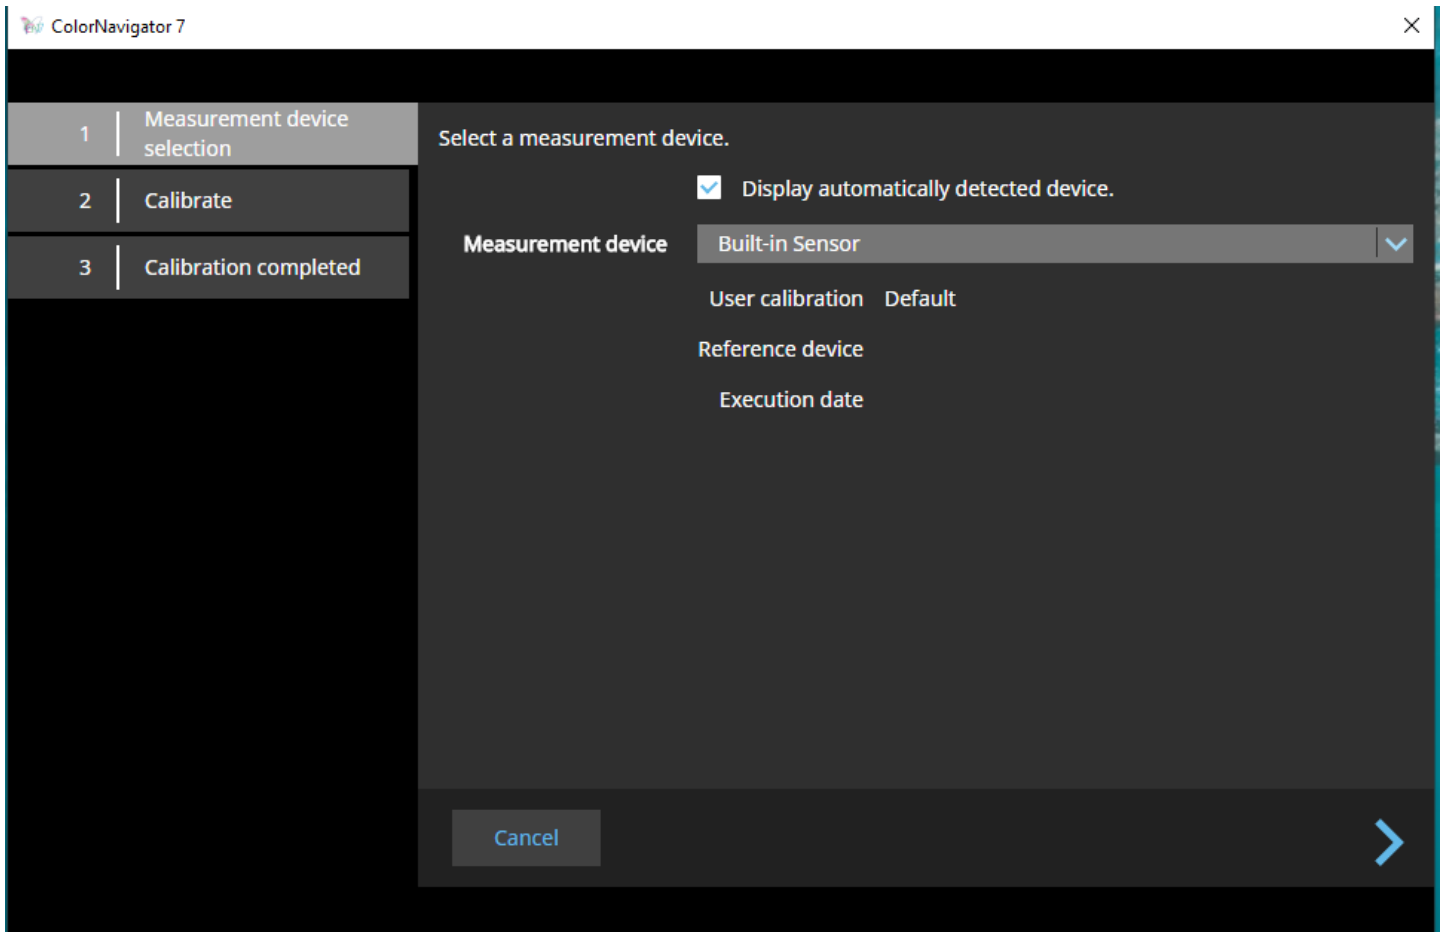 ColorNavigator 7
1
Measurement device
selection
2
Calibrate
3
Calibration completed
Select a measurement device.
Display automatically detected device.
Measurement device
Built-in Sensor
User calibration Default
Reference device
Execution date
Cancel